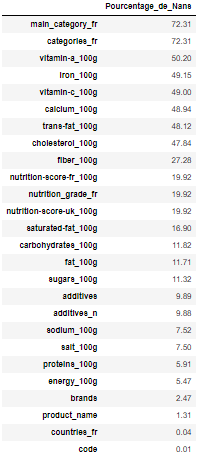 Pourcentage_de_Nans
main_category_fr 72.31
categories_fr 72.31
vitamin-a_100g 50.20
iron_100g 49.15
vitamin-c_100g 49.00
calcium_100g 48.94
trans-fat_100g 48.12
cholesterol_100g 47.84
fiber_100g 27.28
nutrition-score-fr_100g 19.92
nutrition_grade_fr 19.92
nutrition-score-uk_100g 19.92
saturated-fat_100g 16.90
carbohydrates_100g 11.82
fat_100g 11.71
sugars_100g 11.32
additives 9.89
additives_n 9.88
sodium_100g 7.52
salt_100g 7.50
proteins_100g 5.91
energy_100g 5.47
brands 2.47
product_name 1.31
countries_fr 0.04
code 0.01